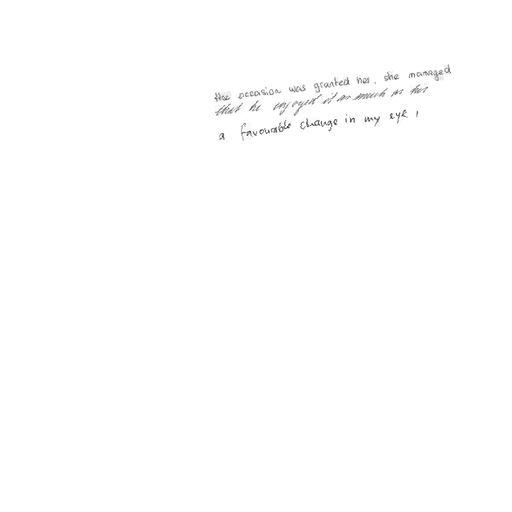 the occasion was granted her, she managed
that he enjoyed it as much as his
a favourable change in my eye,